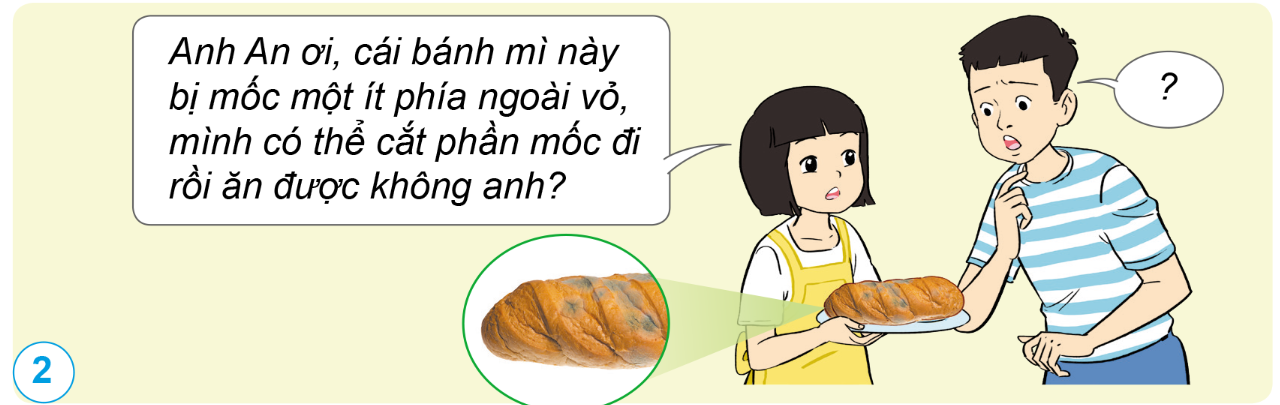 Anh An ơi, cái bánh mì này
bị mốc một ít phía ngoài vỏ,
mình có thể cắt phần mốc đi
rồi ăn được không anh?
?
2